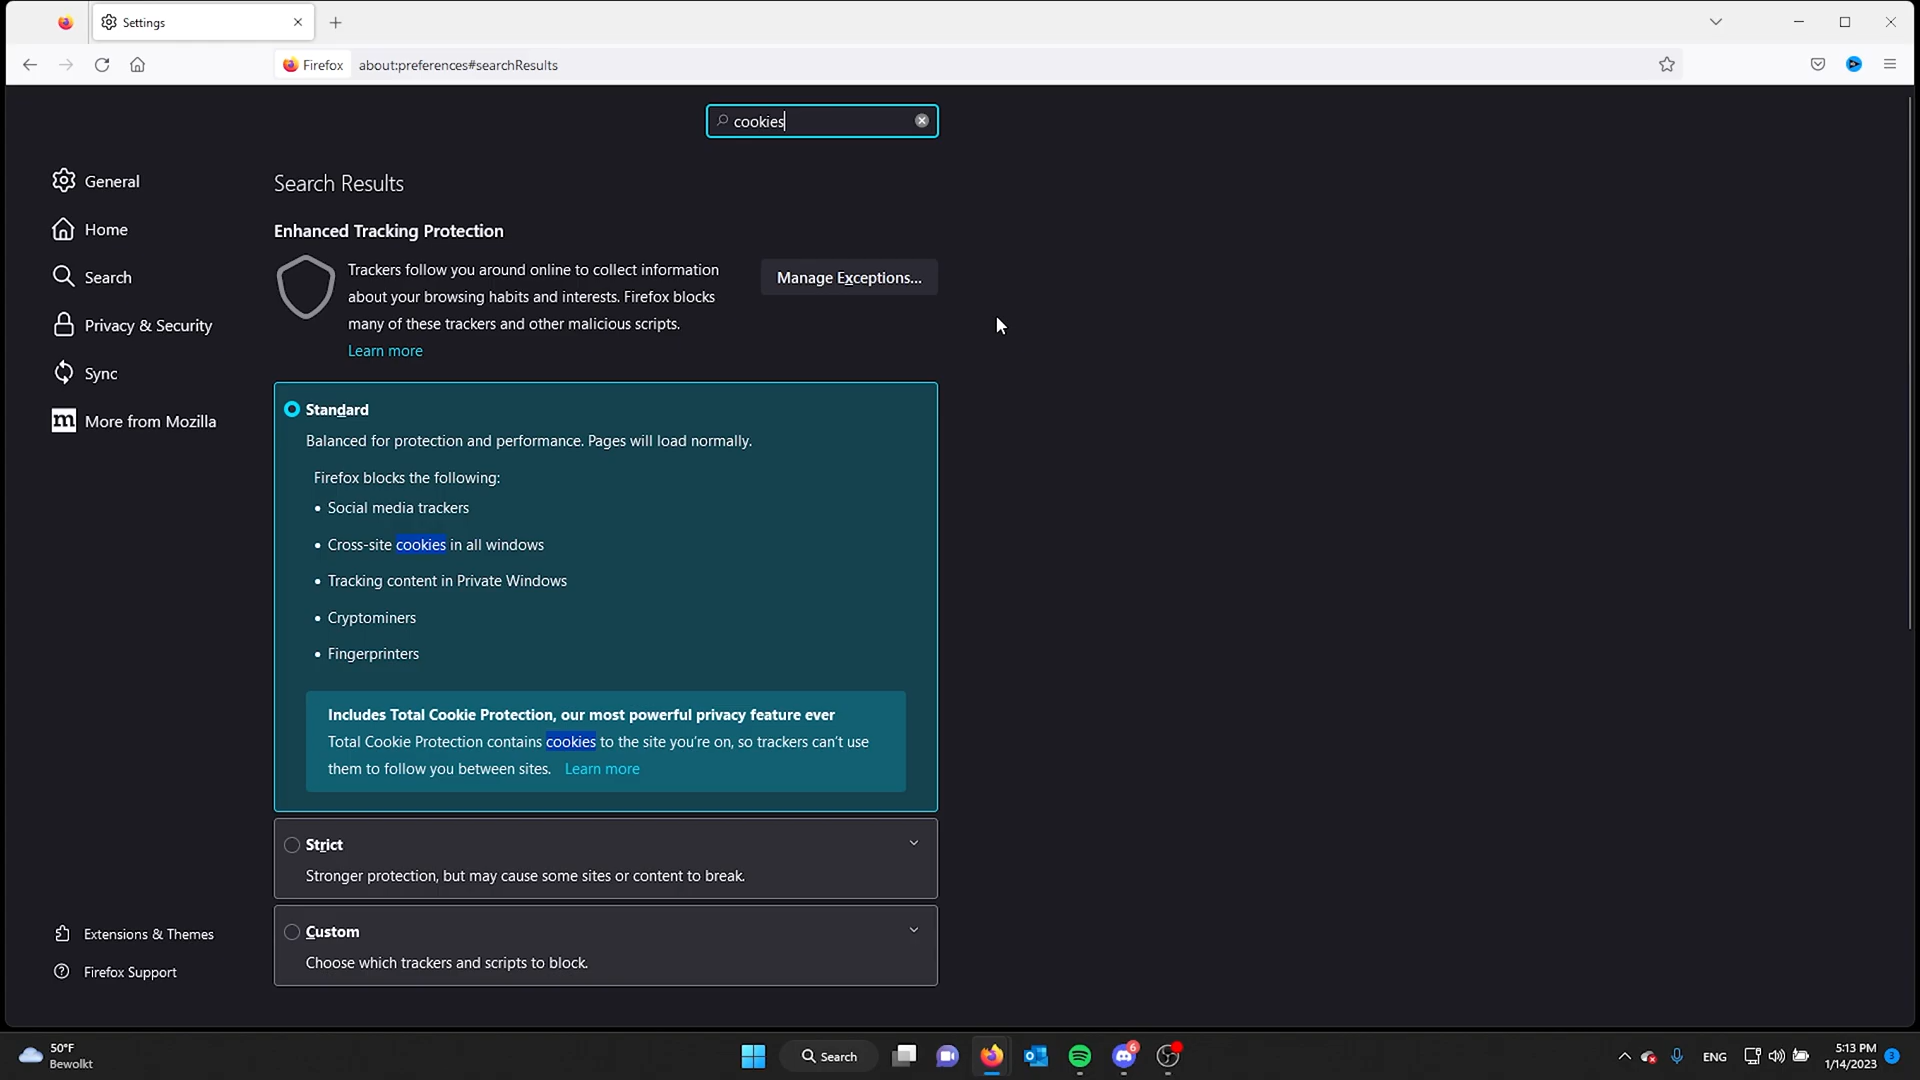 Settings
Firefox
about:preferences#searchResults
cookies
General
Home
Search
Privacy & Security
Sync
More from Mozilla
Extensions & Themes
Firefox Support
Search Results
Enhanced Tracking Protection
Trackers follow you around online to collect information
about your browsing habits and interests. Firefox blocks
many of these trackers and other malicious scripts.
Learn more
Manage Exceptions...
Standard
Balanced for protection and performance. Pages will load normally.
Firefox blocks the following:
• Social media trackers
• Cross-site cookies in all windows
• Tracking content in Private Windows
• Cryptominers
• Fingerprinters
Includes Total Cookie Protection, our most powerful privacy feature ever
Total Cookie Protection contains cookies to the site you're on, so trackers can't use
them to follow you between sites. Learn more
Strict
Stronger protection, but may cause some sites or content to break.
Custom
Choose which trackers and scripts to block.
50°F
Bewolkt
Search
6
ENG
5:13 PM
1/14/2023
3